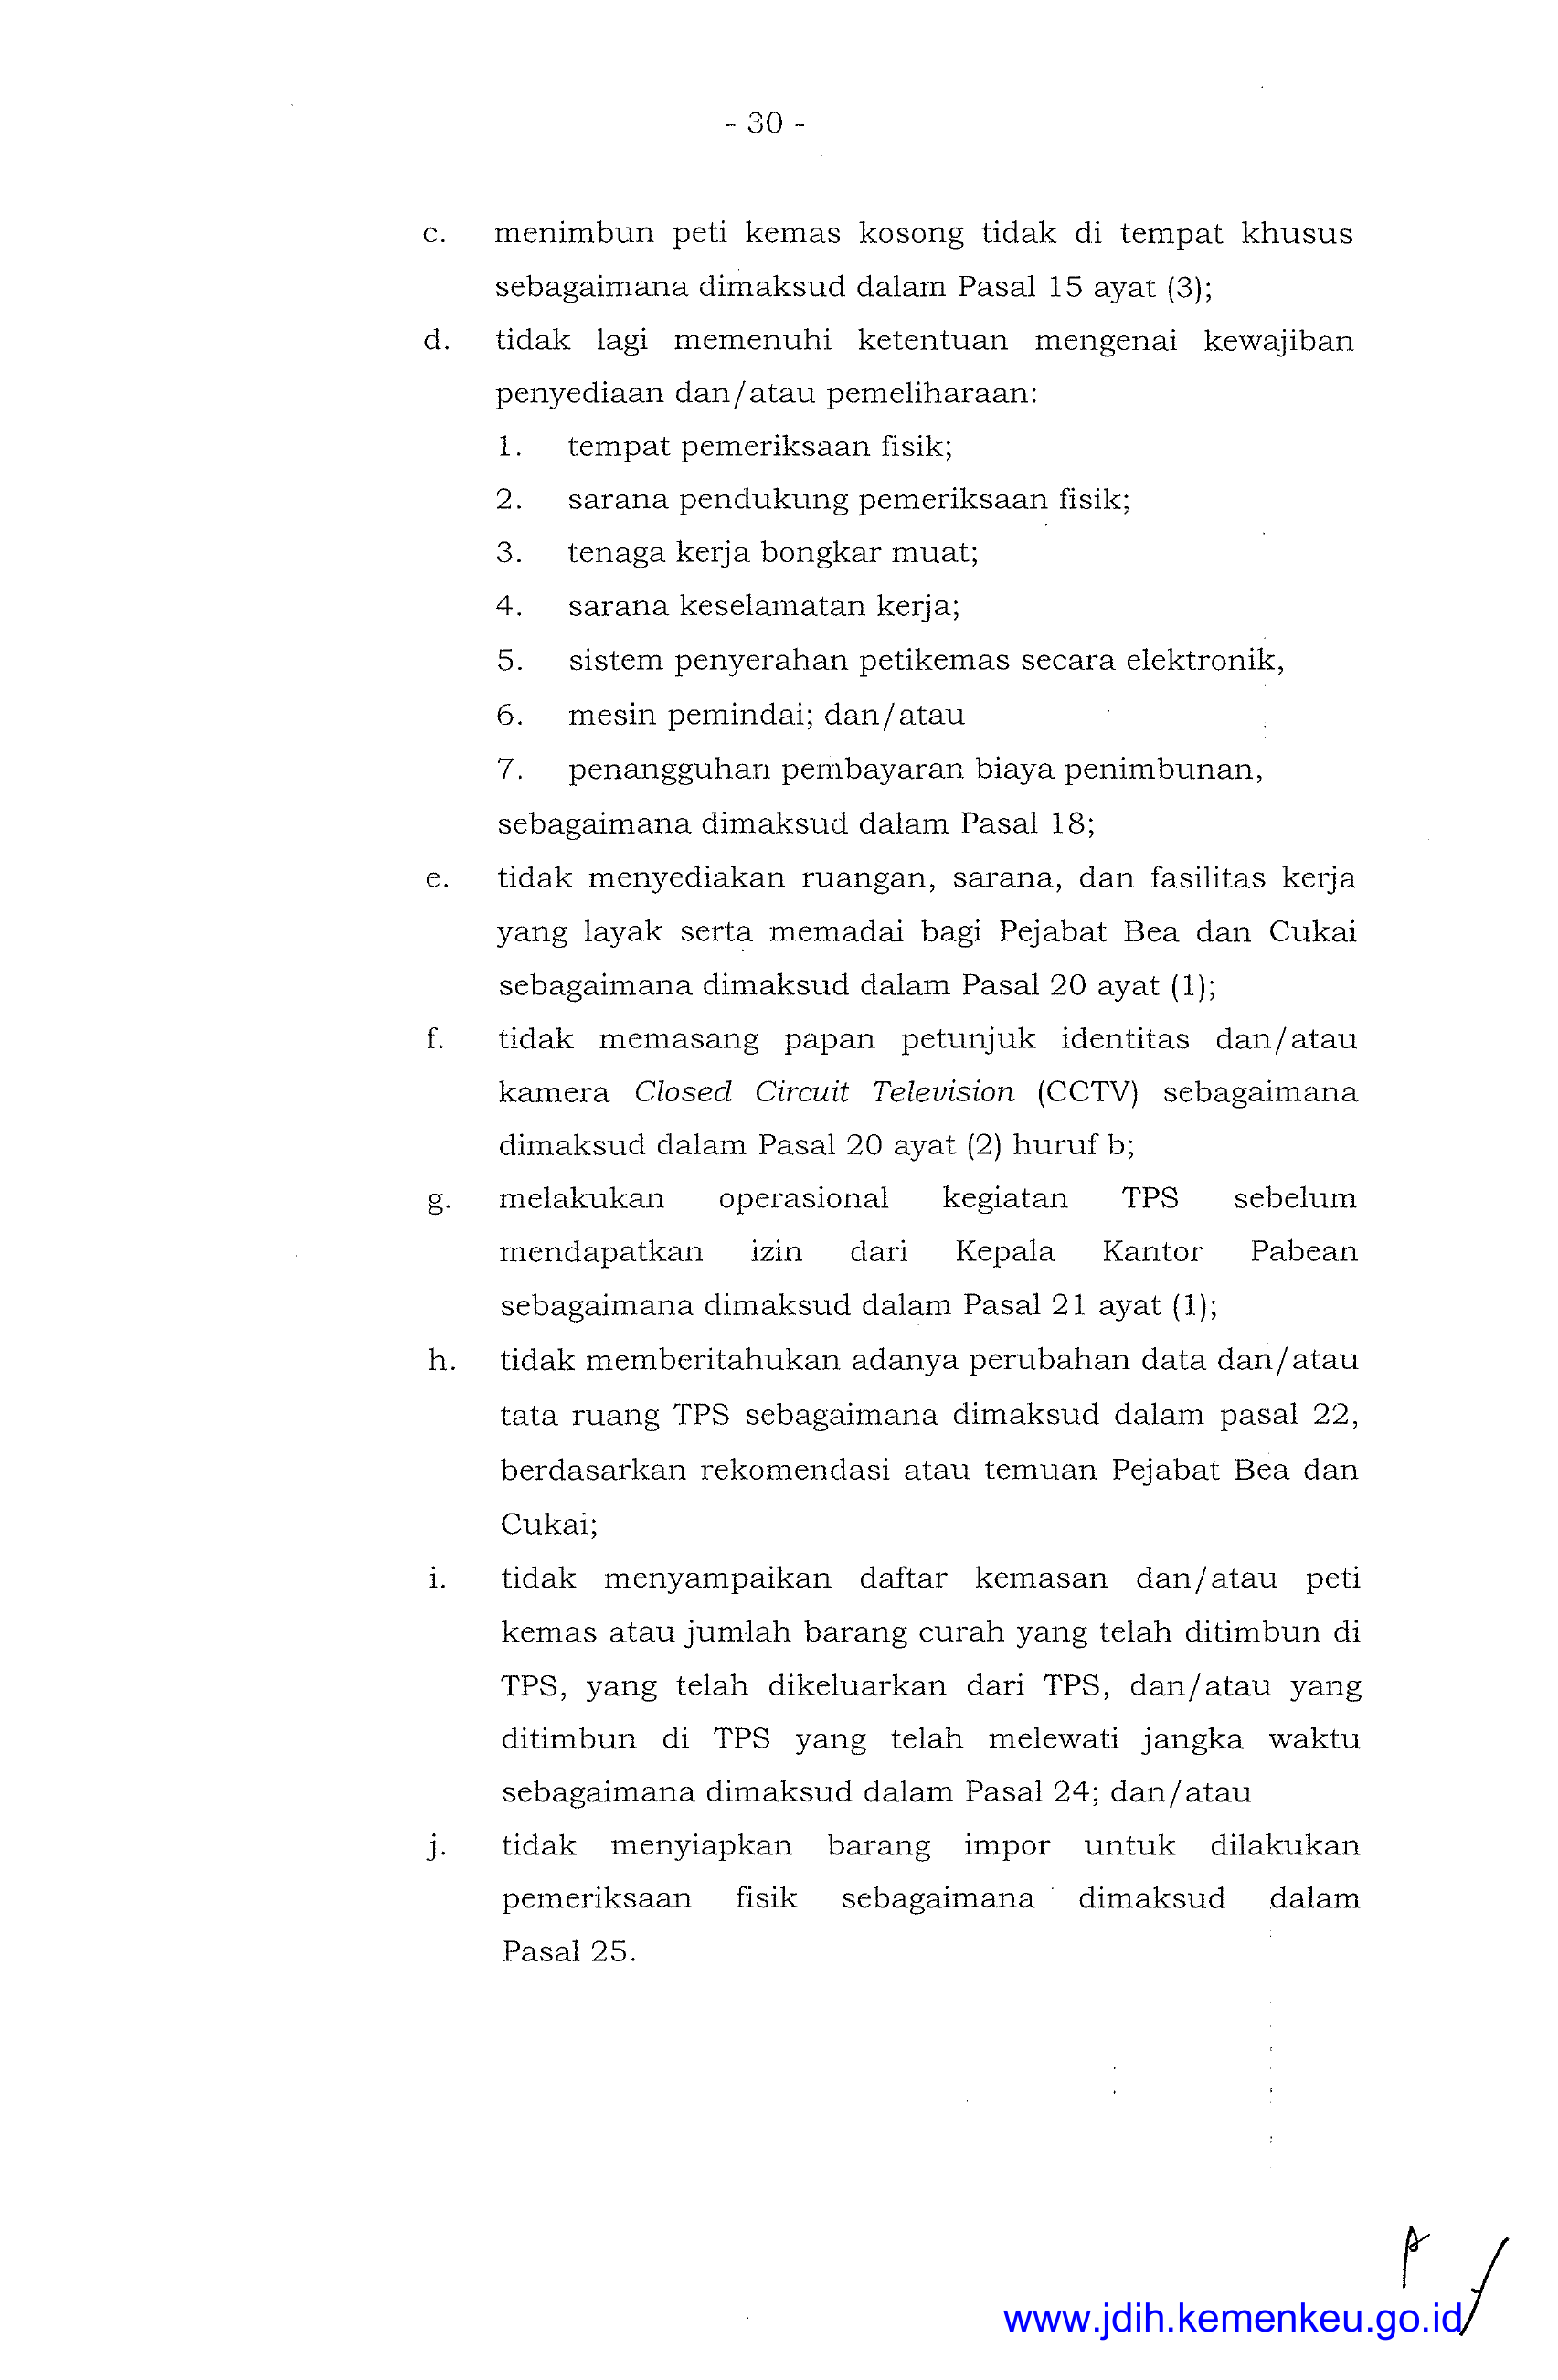 - 30 -
c. menimbun peti kemas kosong tidak di tempat khusus
sebagaimana dimaksud dalam Pasal 15 ayat (3);
d. tidak lagi memenuhi ketentuan mengenai kewajiban
penyediaan dan/atau pemeliharaan:
1. tempat pemeriksaan fisik;
2. sarana pendukung pemeriksaan fisik;
3. tenaga kerja bongkar muat;
4. sarana keselamatan kerja;
5. sistem penyerahan petikemas secara elektronik,
6. mesin pemindai; dan/atau
7. penangguhan pembayaran biaya penimbunan,
sebagaimana dimaksud dalam Pasal 18;
e. tidak menyediakan ruangan, sarana, dan fasilitas kerja
yang layak serta memadai bagi Pejabat Bea dan Cukai
sebagaimana dimaksud dalam Pasal 20 ayat (1);
f. tidak memasang papan petunjuk identitas dan/atau
kamera Closed Circuit Television (CCTV) sebagaimana
dimaksud dalam Pasal 20 ayat (2) huruf b;
g. melakukan operasional kegiatan TPS sebelum
mendapatkan izin dari Kepala Kantor Pabean
sebagaimana dimaksud dalam Pasal 21 ayat (1);
h. tidak memberitahukan adanya perubahan data dan/atau
tata ruang TPS sebagaimana dimaksud dalam pasal 22,
berdasarkan rekomendasi atau temuan Pejabat Bea dan
Cukai;
i. tidak menyampaikan daftar kemasan dan/atau peti
kemas atau jumlah barang curah yang telah ditimbun di
TPS, yang telah dikeluarkan dari TPS, dan/atau yang
ditimbun di TPS yang telah melewati jangka waktu
sebagaimana dimaksud dalam Pasal 24; dan/atau
j. tidak menyiapkan barang impor untuk dilakukan
pemeriksaan fisik sebagaimana dimaksud dalam
Pasal 25.
www.jdih.kemenkeu.go.id